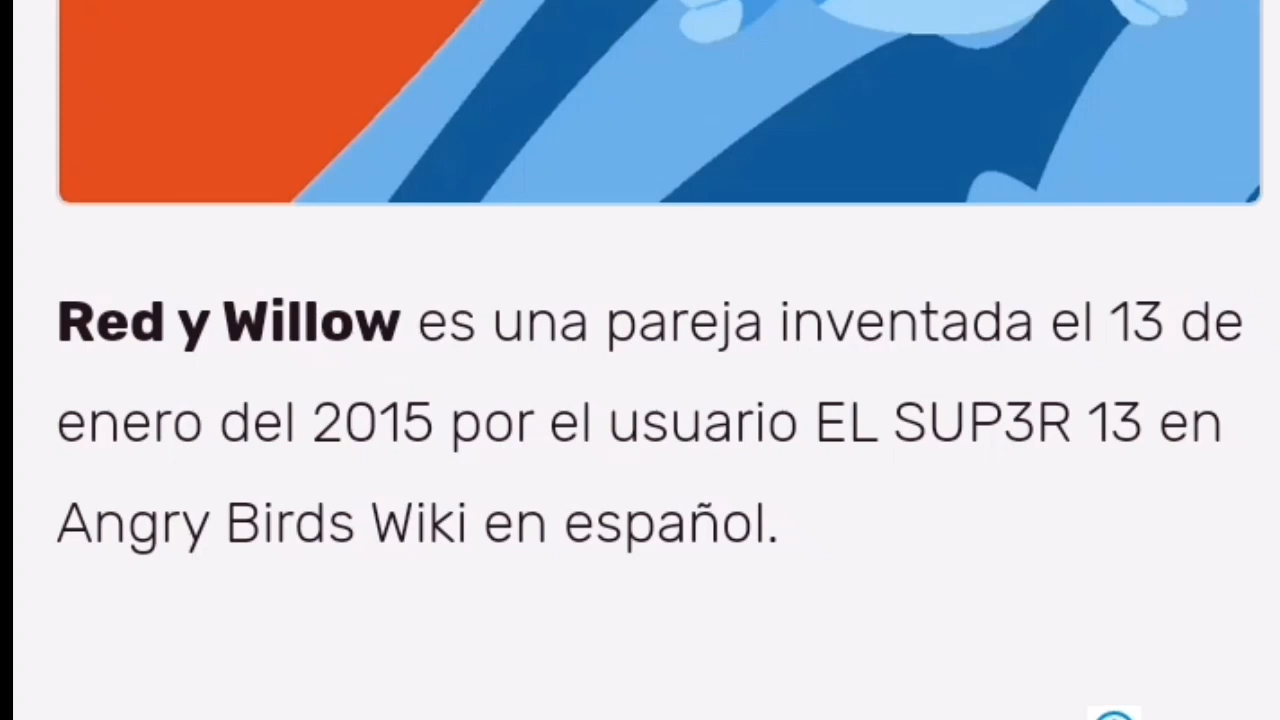 Red y Willow es una pareja inventada el 13 de
enero del 2015 por el usuario EL SUP3R 13 en
Angry Birds Wiki en español.